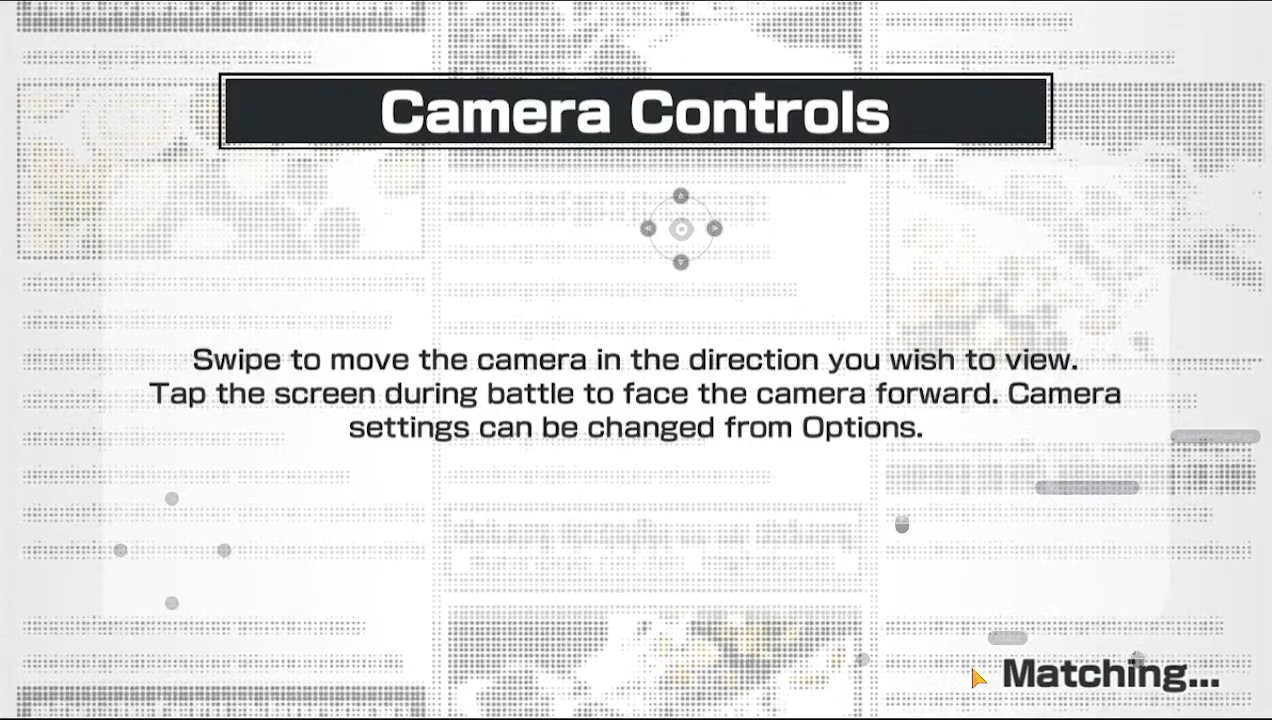 Camera Controls
Swipe to move the camera in the direction you wish to view.
Tap the screen during battle to face the camera forward. Camera
settings can be changed from Options.
Matching...